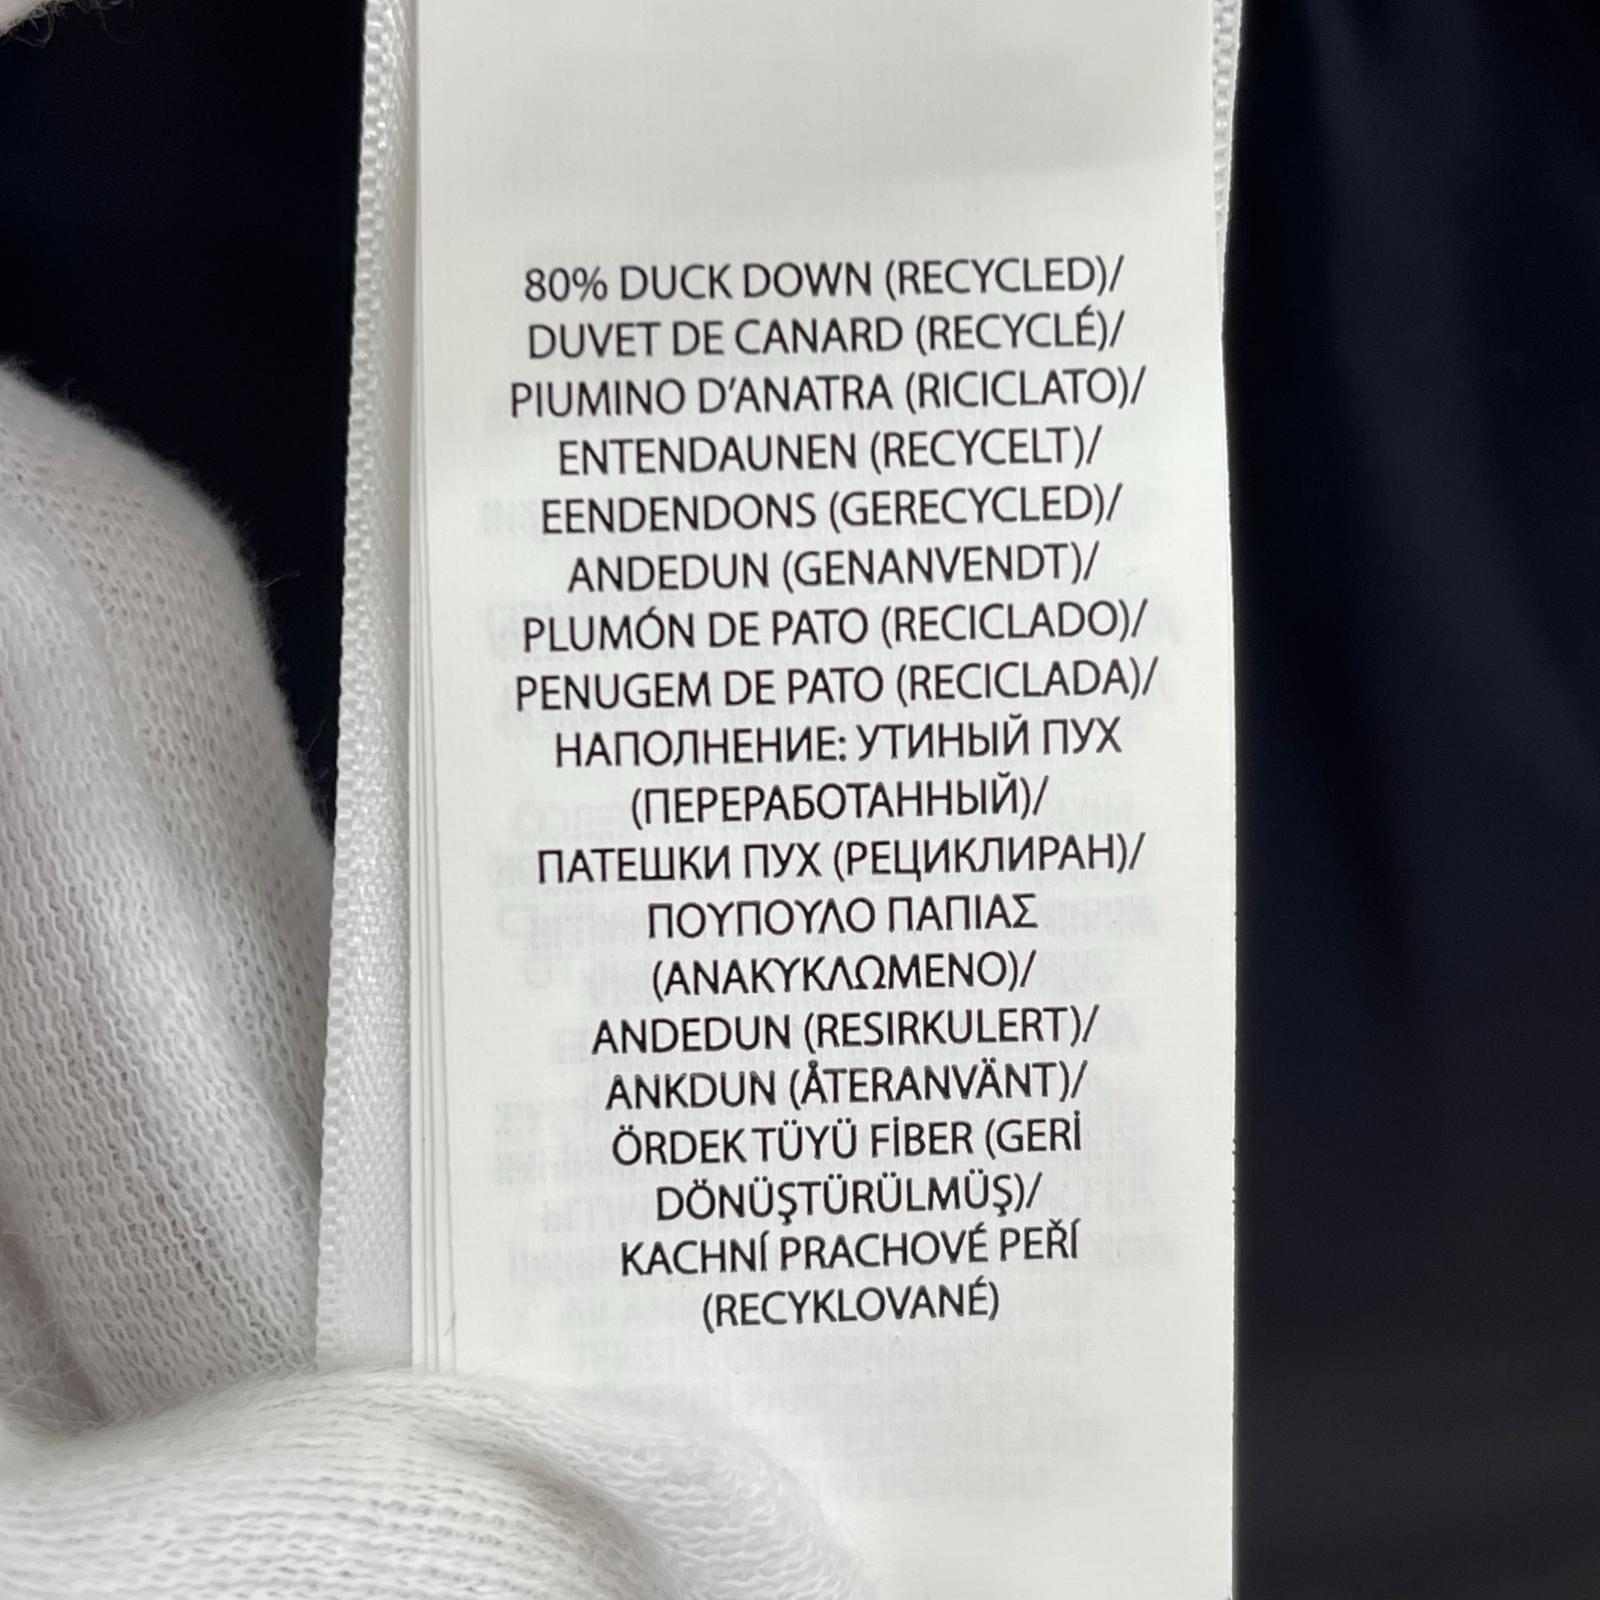 80% DUCK DOWN (RECYCLED)/
DUVET DE CANARD (RECYCLÉ)/
PIUMINO D'ANATRA (RICICLATO)/
ENTENDAUNEN (RECYCELT)/
EENDENDONS (GERECYCLED)/
ANDEDUN (GENANVENDT)/
PLUMÓN DE PATO (RECICLADO)/
PENUGEM DE PATO (RECICLADA)/
НАПОЛНЕНИЕ: УТИНЫЙ ПУХ
(ПЕРЕРАБОТАННЫЙ)/
ПАТЕШКИ ПУХ (РЕЦИКЛИРАН)/
ΠΟΥΠΟΥΛΟ ΠΑΠΙΑΣ
(ΑΝΑΚΥΚΛΩΜΕΝΟ)/
ANDEDUN (RESIRKULERT)/
ANKDUN (ÅTERANVÄNT)/
ÖRDEK TÜYÜ FİBER (GERİ
DÖNÜŞTÜRÜLMÜŞ)/
KACHNÍ PRACHOVÉ PEŘÍ
(RECYKLOVANÉ)